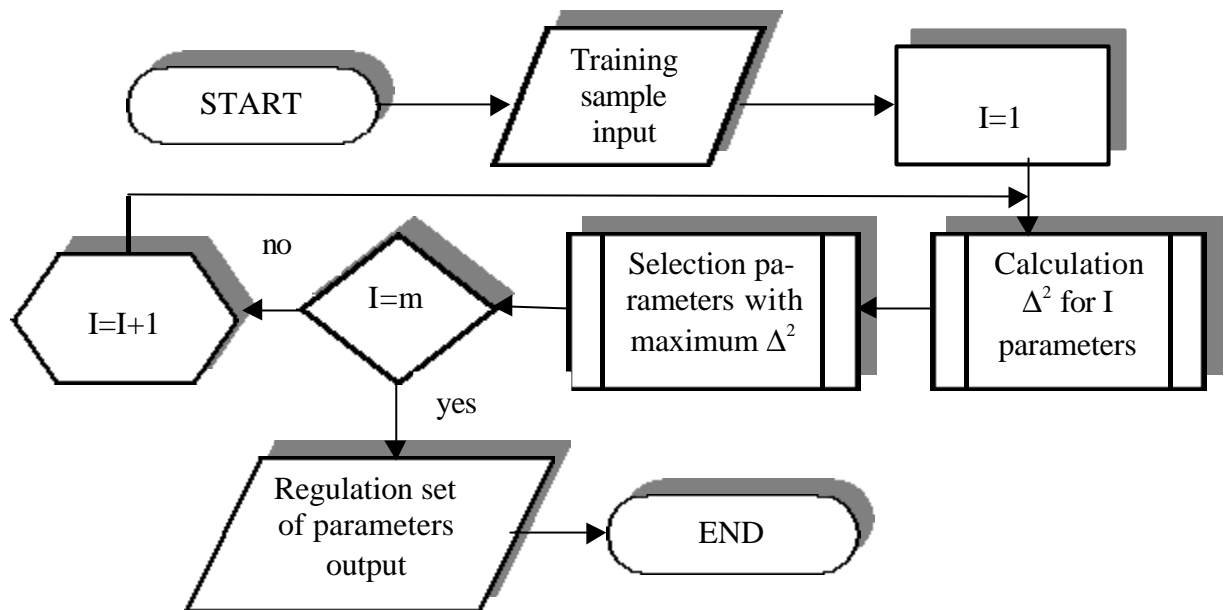 START
Training
sample
input
I=1
Calculation
Δ² for I
parameters
Selection pa-
rameters with
maximum Δ²
I=m
no
I=I+1
yes
Regulation set
of parameters
output
END